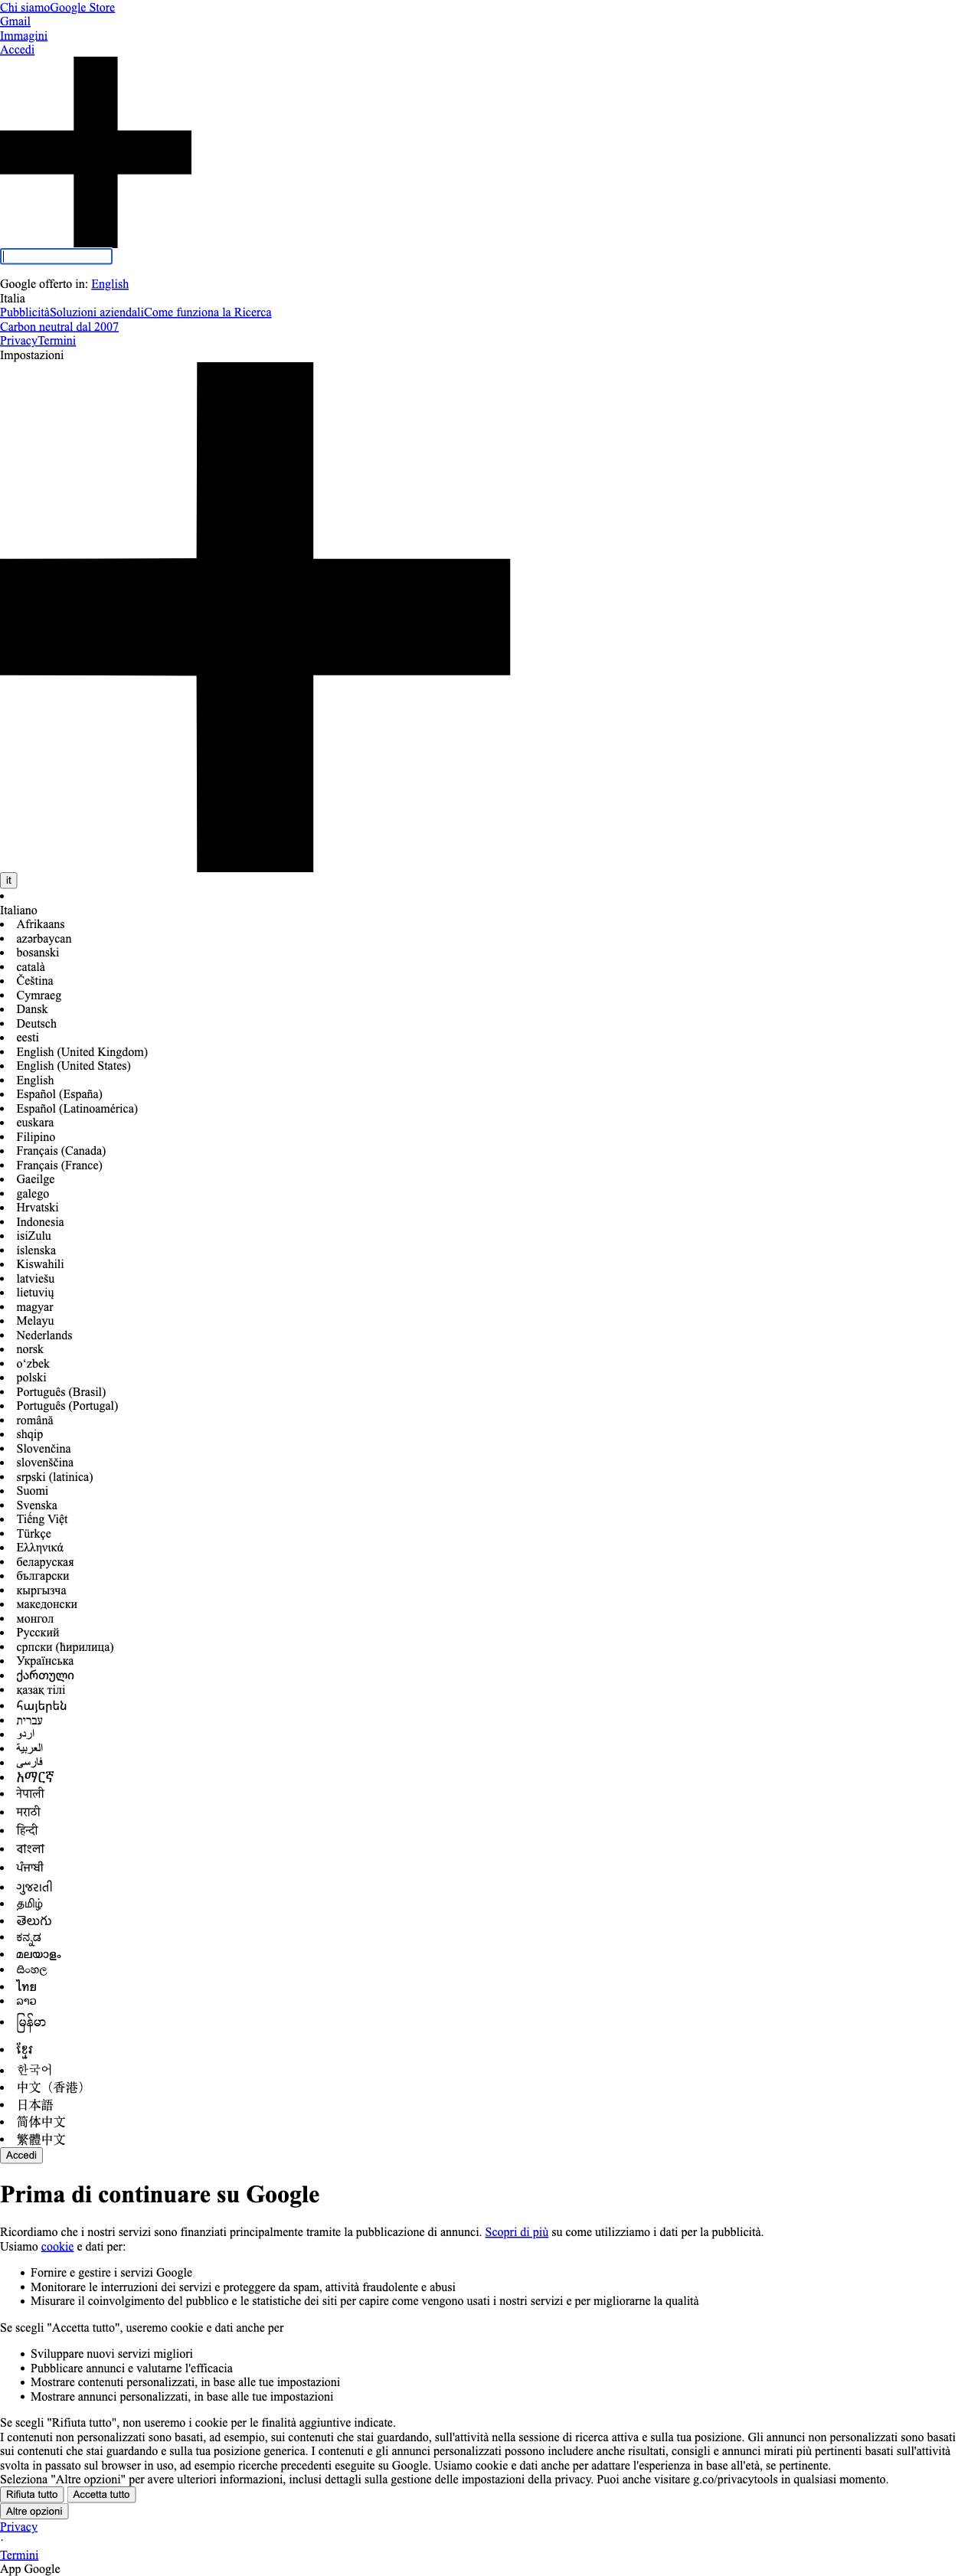 Chi siamoGoogle Store
Gmail
Immagini
Accedi
Google offerto in: English
Italia
PubblicitàSoluzioni aziendaliCome funziona la Ricerca
Carbon neutral dal 2007
PrivacyTermini
Impostazioni
it
Italiano
Afrikaans
azərbaycan
bosanski
català
Čeština
Cymraeg
Dansk
Deutsch
eesti
English (United Kingdom)
English (United States)
English
Español (España)
Español (Latinoamérica)
euskara
Filipino
Français (Canada)
Français (France)
Gaeilge
galego
Hrvatski
Indonesia
isiZulu
íslenska
Kiswahili
latviešu
lietuvių
magyar
Melayu
Nederlands
norsk
o‘zbek
polski
Português (Brasil)
Português (Portugal)
română
shqip
Slovenčina
slovenščina
srpski (latinica)
Suomi
Svenska
Tiếng Việt
Türkçe
Ελληνικά
беларуская
български
кыргызча
македонски
монгол
Русский
српски (ћирилица)
Українська
ქართული
қазақ тілі
հայերեն
עברית
اردو
العربية
فارسی
አማርኛ
नेपाली
मराठी
हिन्दी
বাংলা
ਪੰਜਾਬੀ
ગુજરાતી
தமிழ்
తెలుగు
ಕನ್ನಡ
മലയാളം
සිංහල
ไทย
ລາວ
မြန်မာ
ខ្មែរ
한국어
中文（香港）
日本語
简体中文
繁體中文
Accedi
Prima di continuare su Google
Ricordiamo che i nostri servizi sono finanziati principalmente tramite la pubblicazione di annunci. Scopri di più su come utilizziamo i dati per la pubblicità.
Usiamo cookie e dati per:
Fornire e gestire i servizi Google
Monitorare le interruzioni dei servizi e proteggere da spam, attività fraudolente e abusi
Misurare il coinvolgimento del pubblico e le statistiche dei siti per capire come vengono usati i nostri servizi e per migliorarne la qualità
Se scegli "Accetta tutto", useremo cookie e dati anche per
Sviluppare nuovi servizi migliori
Pubblicare annunci e valutarne l'efficacia
Mostrare contenuti personalizzati, in base alle tue impostazioni
Mostrare annunci personalizzati, in base alle tue impostazioni
Se scegli "Rifiuta tutto", non useremo i cookie per le finalità aggiuntive indicate.
I contenuti non personalizzati sono basati, ad esempio, sui contenuti che stai guardando, sull'attività nella sessione di ricerca attiva e sulla tua posizione. Gli annunci non personalizzati sono basati
sui contenuti che stai guardando e sulla tua posizione generica. I contenuti e gli annunci personalizzati possono includere anche risultati, consigli e annunci mirati più pertinenti basati sull'attività
svolta in passato sul browser in uso, ad esempio ricerche precedenti eseguite su Google. Usiamo cookie e dati anche per adattare l'esperienza in base all'età, se pertinente.
Seleziona "Altre opzioni" per avere ulteriori informazioni, inclusi dettagli sulla gestione delle impostazioni della privacy. Puoi anche visitare g.co/privacytools in qualsiasi momento.
Rifiuta tutto Accetta tutto
Altre opzioni
Privacy
·
Termini
App Google